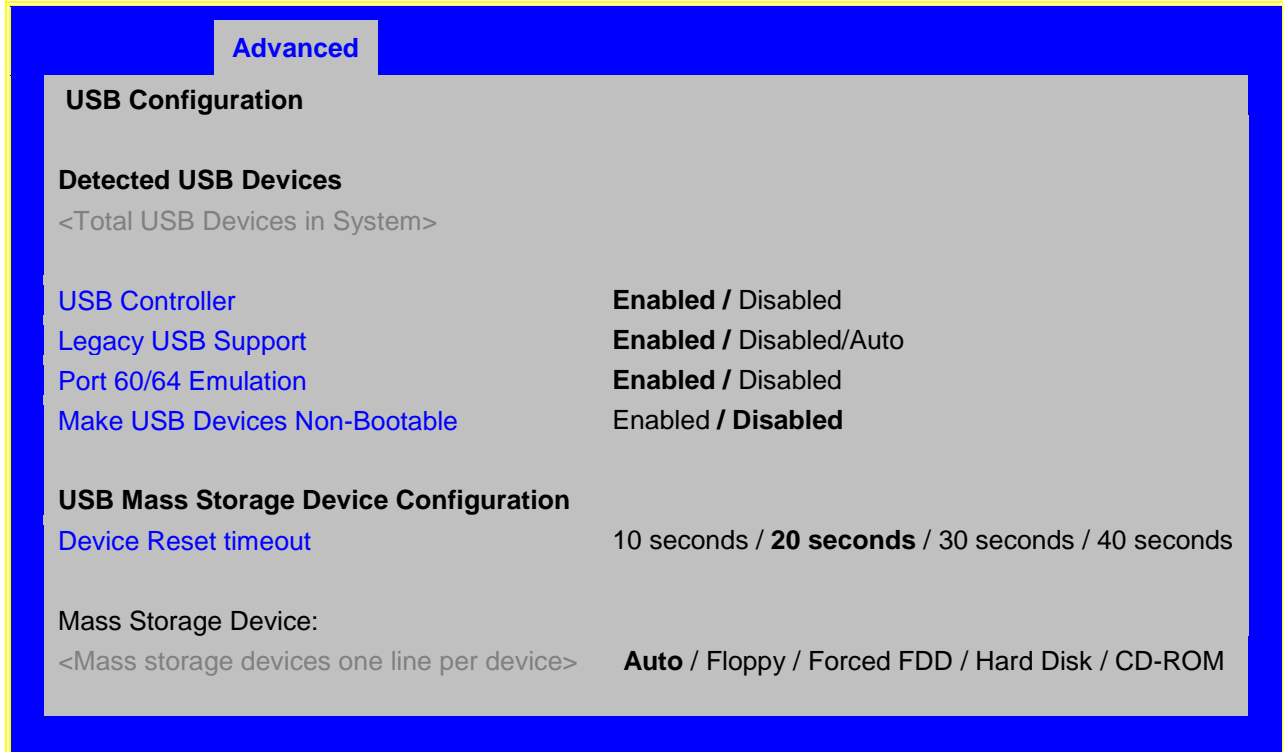 Advanced
USB Configuration
Detected USB Devices
<Total USB Devices in System>
USB Controller Enabled / Disabled
Legacy USB Support Enabled / Disabled/Auto
Port 60/64 Emulation Enabled / Disabled
Make USB Devices Non-Bootable Enabled / Disabled
USB Mass Storage Device Configuration
Device Reset timeout 10 seconds / 20 seconds / 30 seconds / 40 seconds
Mass Storage Device:
<Mass storage devices one line per device> Auto / Floppy / Forced FDD / Hard Disk / CD-ROM